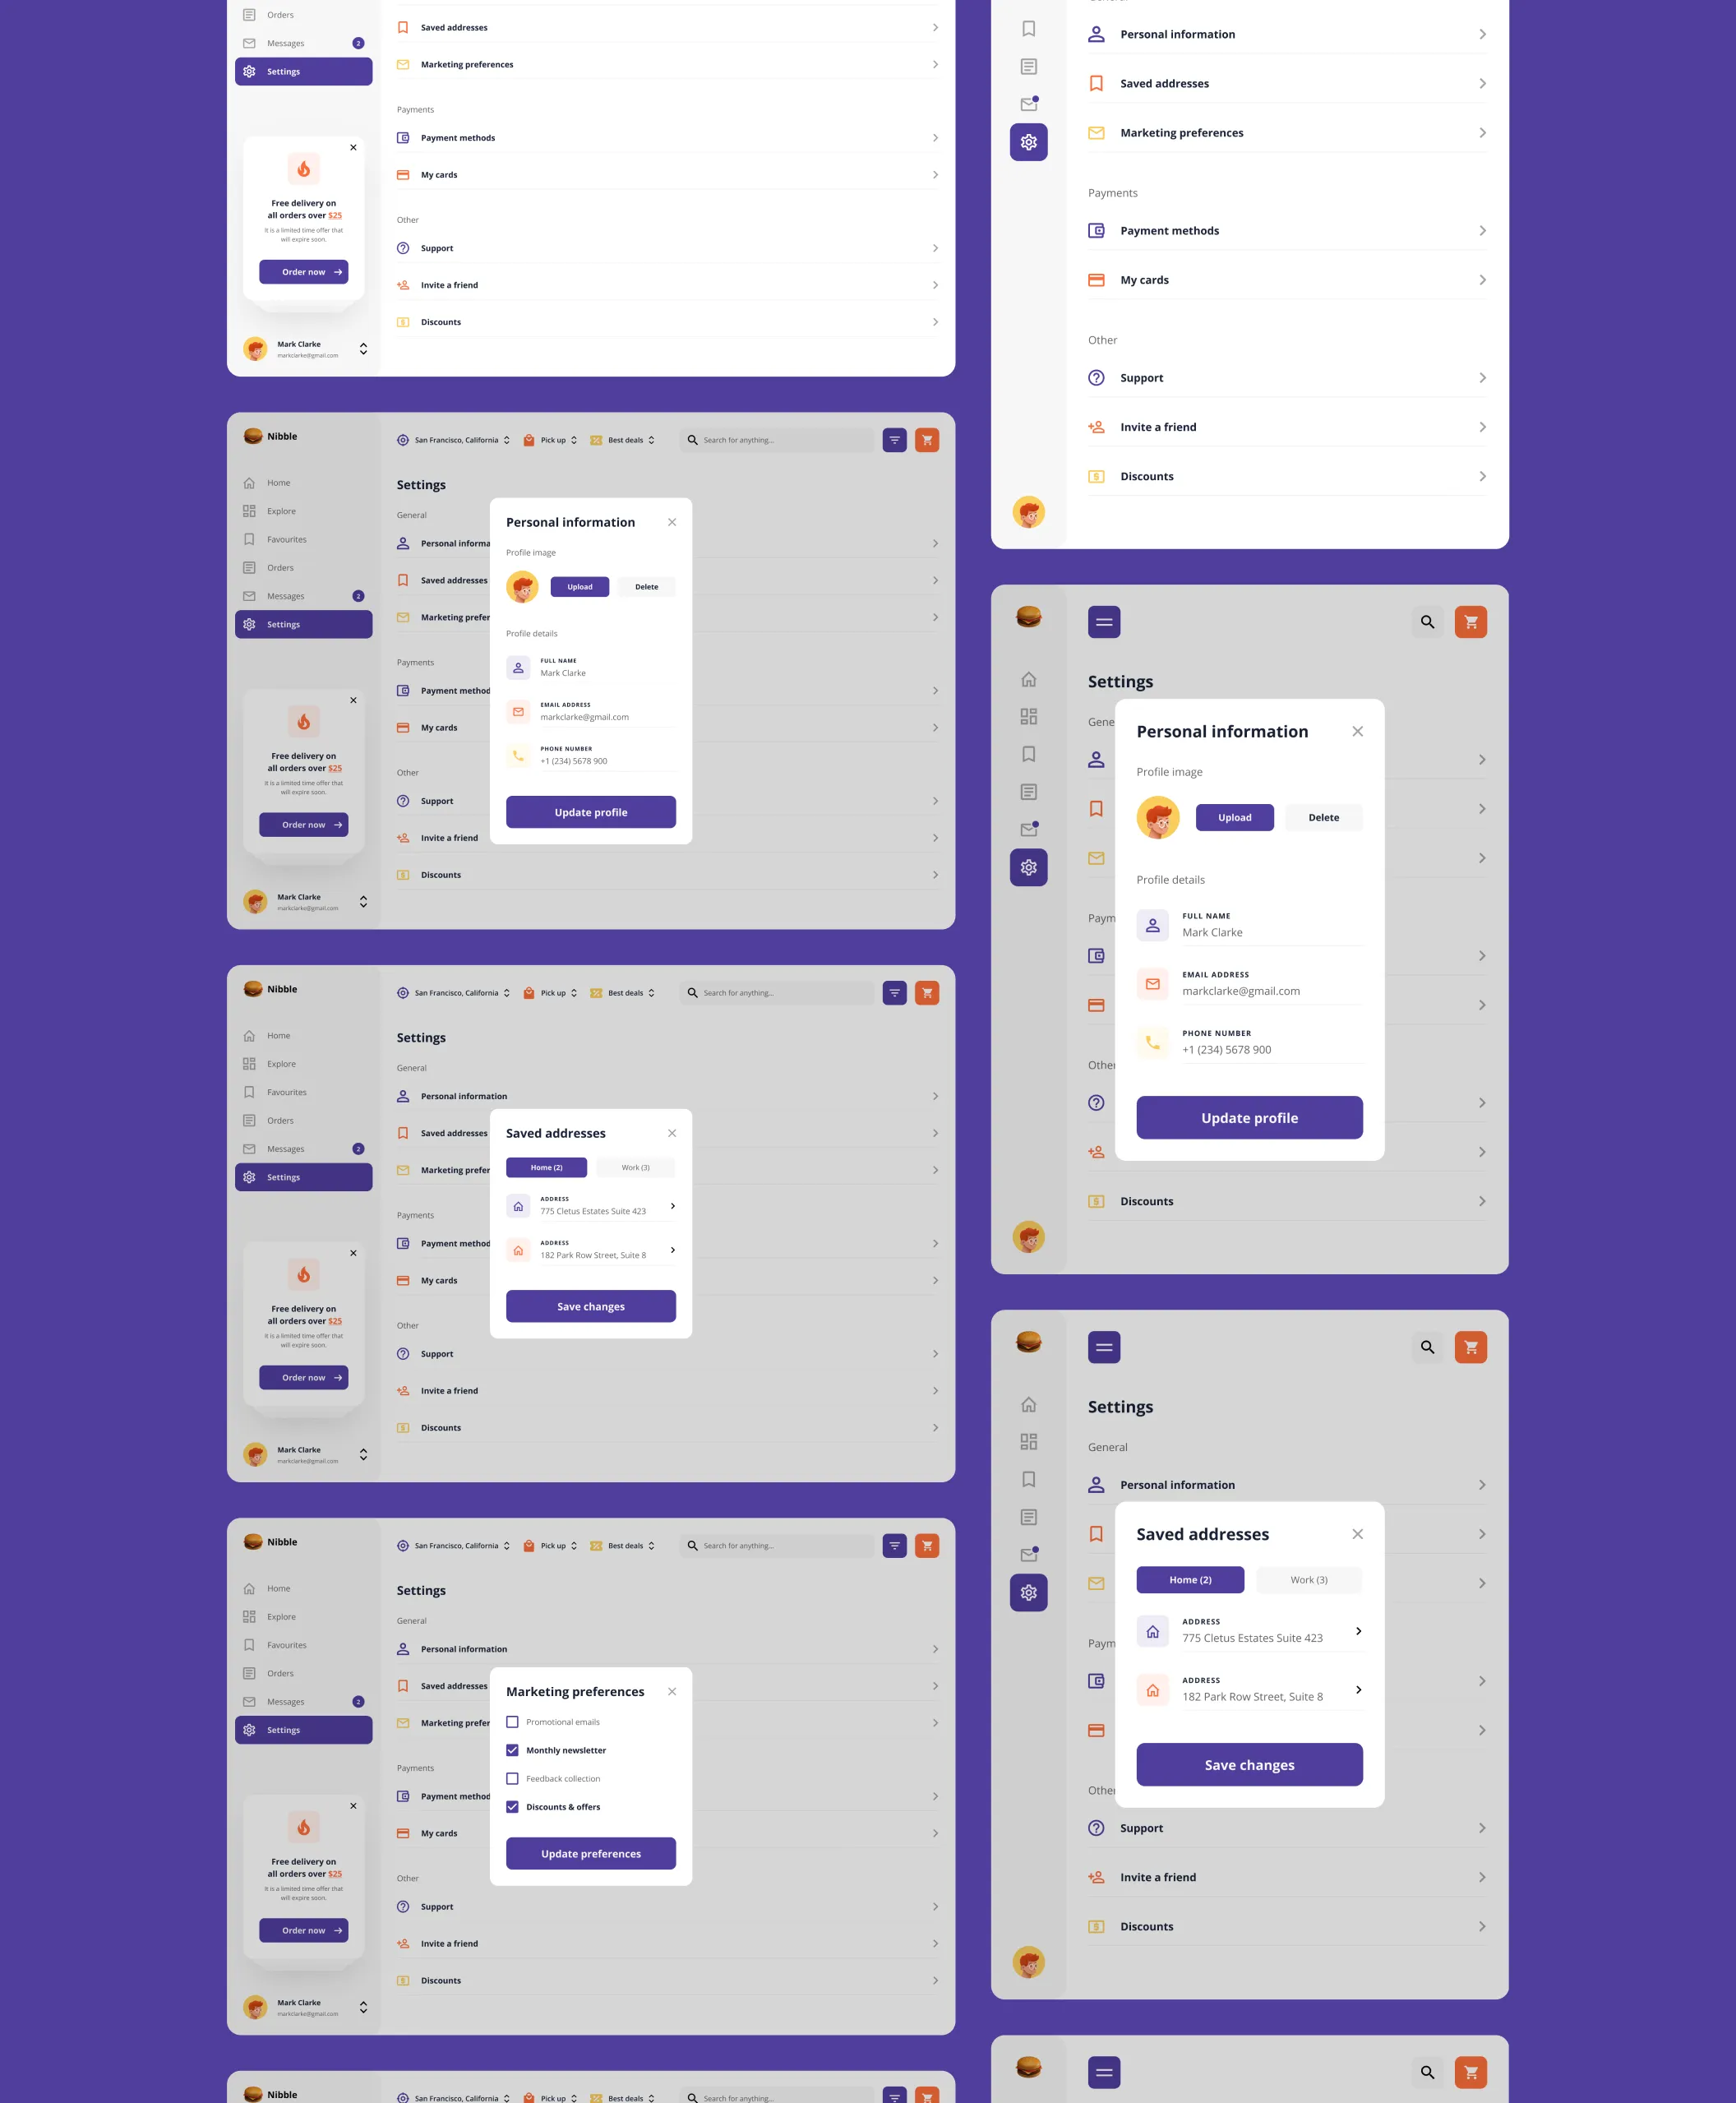 Orders
Messages
2
Settings
Free delivery on
all orders over $25
It is a limited time offer that
will expire soon.
Order now
Mark Clarke
markclarke@gmail.com
Saved addresses
Marketing preferences
Payments
Payment methods
My cards
Other
Support
Invite a friend
Discounts
Nibble
Home
Explore
Favourites
Orders
Messages
2
Settings
Free delivery on
all orders over $25
It is a limited time offer that
will expire soon.
Order now
Mark Clarke
markclarke@gmail.com
San Francisco, California
Pick up
Best deals
Search for anything...
Settings
General
Personal informa
Saved addresses
Marketing prefer
Payments
Payment method
My cards
Other
Support
Invite a friend
Discounts
Personal information
Profile image
Upload
Delete
Profile details
FULL NAME
Mark Clarke
EMAIL ADDRESS
markclarke@gmail.com
PHONE NUMBER
+1 (234) 5678 900
Update profile
Nibble
Home
Explore
Favourites
Orders
Messages
2
Settings
Free delivery on
all orders over $25
It is a limited time offer that
will expire soon.
Order now
Mark Clarke
markclarke@gmail.com
San Francisco, California
Pick up
Best deals
Search for anything...
Settings
General
Personal information
Saved addresses
Marketing prefer
Payments
Payment method
My cards
Other
Support
Invite a friend
Discounts
Saved addresses
Home (2)
Work (3)
ADDRESS
775 Cletus Estates Suite 423
ADDRESS
182 Park Row Street, Suite 8
Save changes
Nibble
Home
Explore
Favourites
Orders
Messages
2
Settings
Free delivery on
all orders over $25
It is a limited time offer that
will expire soon.
Order now
Mark Clarke
markclarke@gmail.com
San Francisco, California
Pick up
Best deals
Search for anything...
Settings
General
Personal information
Saved addresses
Marketing prefer
Payments
Payment method
My cards
Other
Support
Invite a friend
Discounts
Marketing preferences
Promotional emails
Monthly newsletter
Feedback collection
Discounts & offers
Update preferences
Nibble
San Francisco, California
Pick up
Best deals
Search for anything...
Personal information
Saved addresses
Marketing preferences
Payments
Payment methods
My cards
Other
Support
Invite a friend
Discounts
Settings
Gene
Paym
Other
Discounts
Personal information
Profile image
Upload
Delete
Profile details
FULL NAME
Mark Clarke
EMAIL ADDRESS
markclarke@gmail.com
PHONE NUMBER
+1 (234) 5678 900
Update profile
Settings
General
Personal information
Paym
Other
Support
Invite a friend
Discounts
Saved addresses
Home (2)
Work (3)
ADDRESS
775 Cletus Estates Suite 423
ADDRESS
182 Park Row Street, Suite 8
Save changes